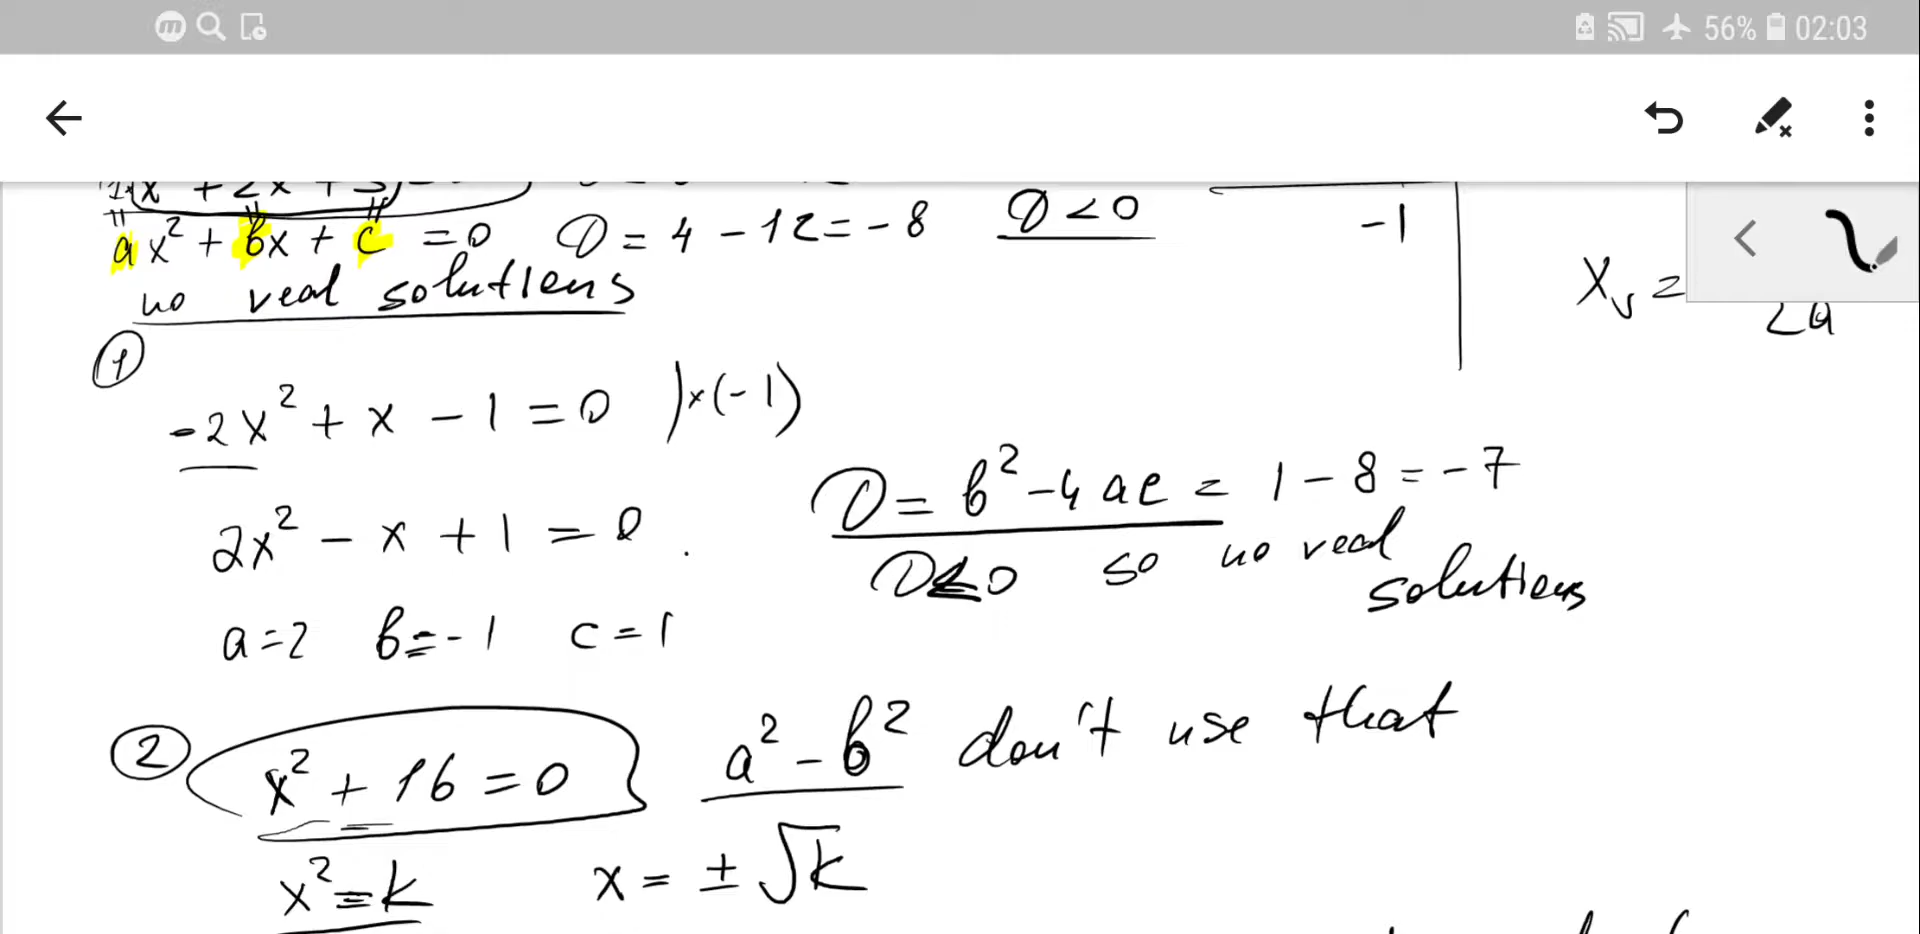 56% 02:03
ax² + bx + c = 0 D = 4 - 12 = - 8 D < 0
-1
no real solutions
Xv =
2a
1
-2x² + x - 1 = 0 ) × (-1)
D = b² - 4ac = 1 - 8 = - 7
2x² - x + 1 = 0 .
D < 0 so no real
solutions
a = 2 b = - 1 c = 1
2
x² + 16 = 0 a² - b² don't use that
x² = k x = ± √k